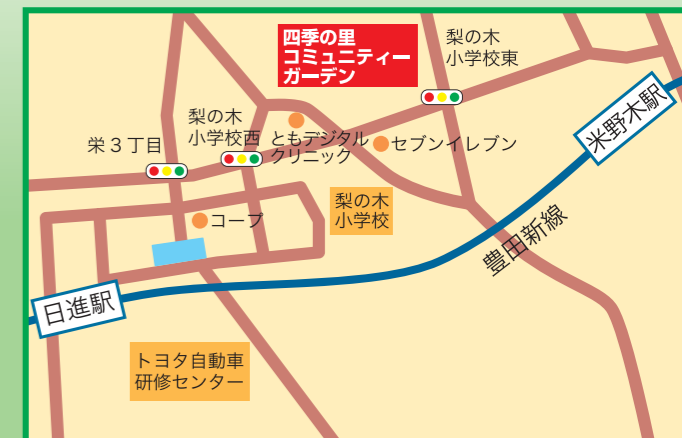 四季の里
コミュニティー
ガーデン
梨の木
小学校東
梨の木
小学校西
栄3丁目
ともデジタル
クリニック
セブンイレブン
米野木駅
梨の木
小学校
コープ
豊田新線
日進駅
トヨタ自動車
研修センター